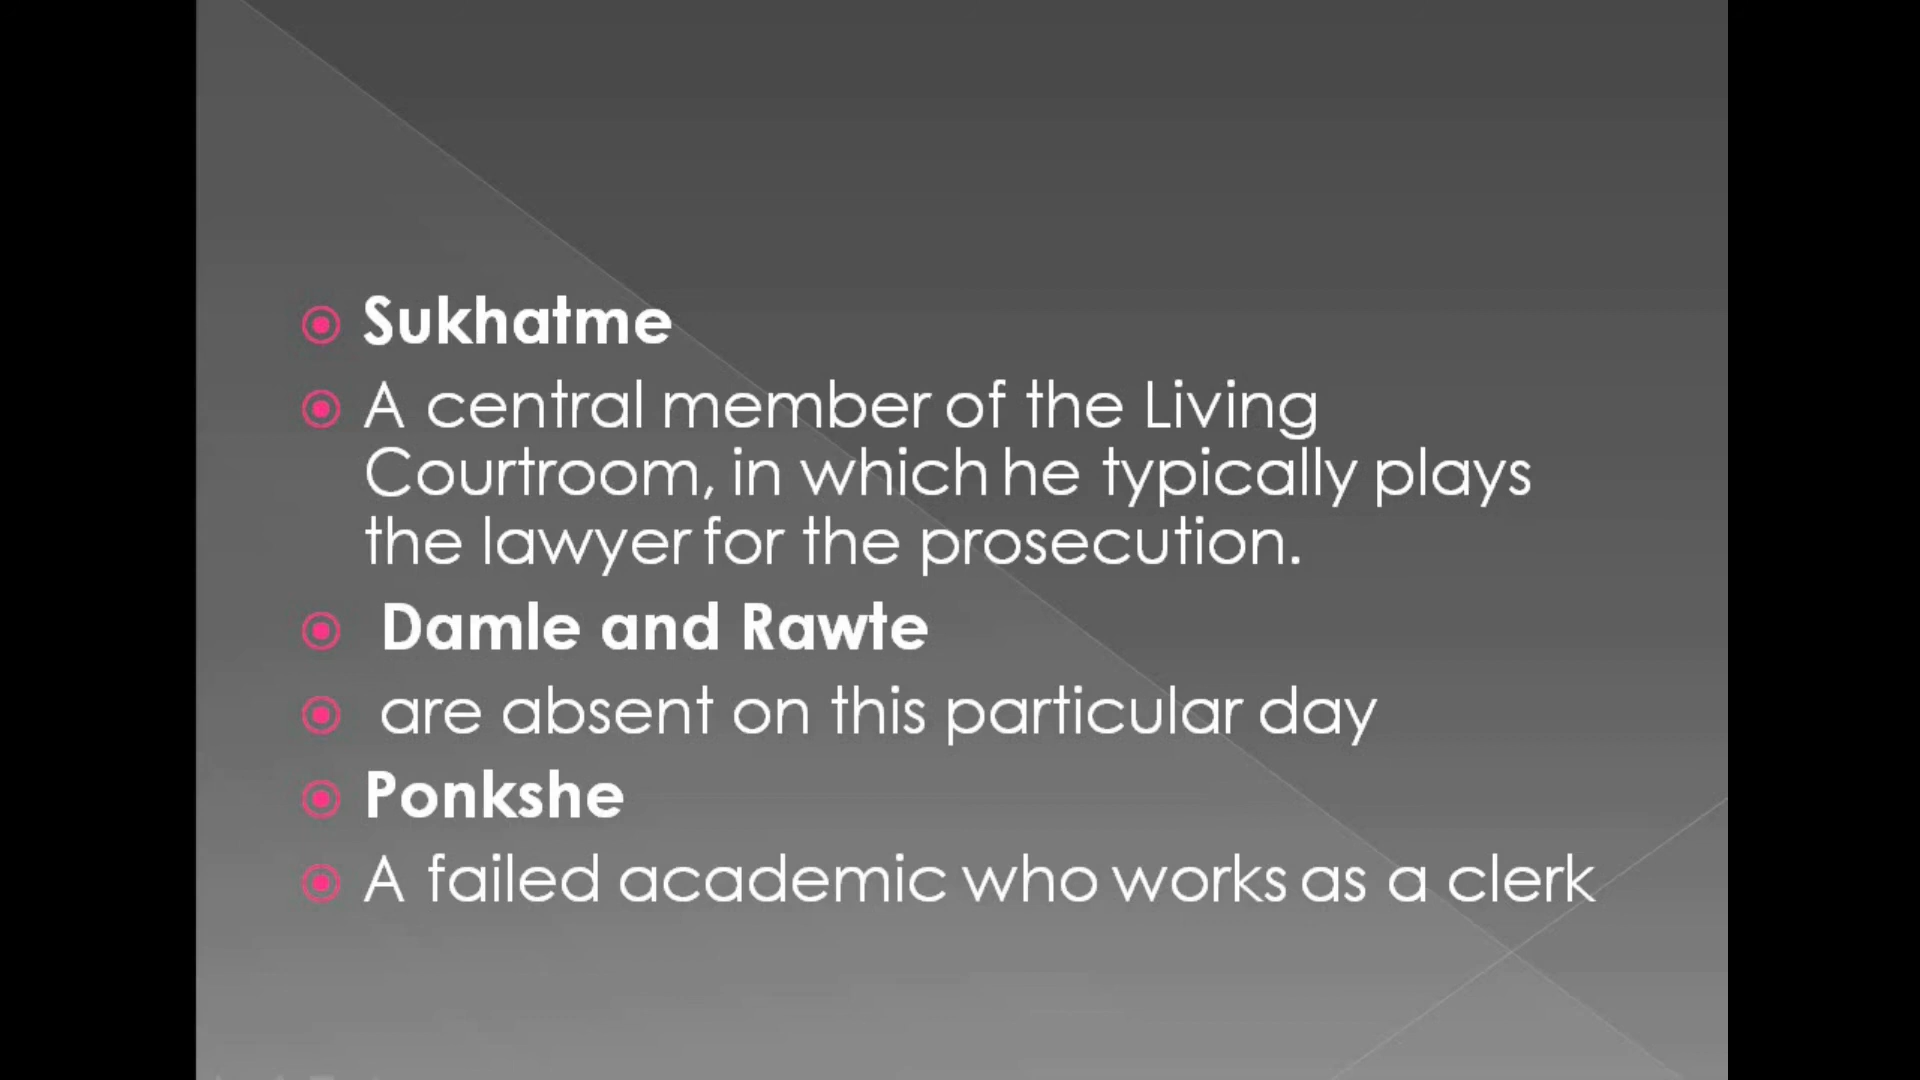 Sukhatme
A central member of the Living
Courtroom, in which he typically plays
the lawyer for the prosecution.
Damle and Rawte
are absent on this particular day
Ponkshe
A failed academic who works as a clerk